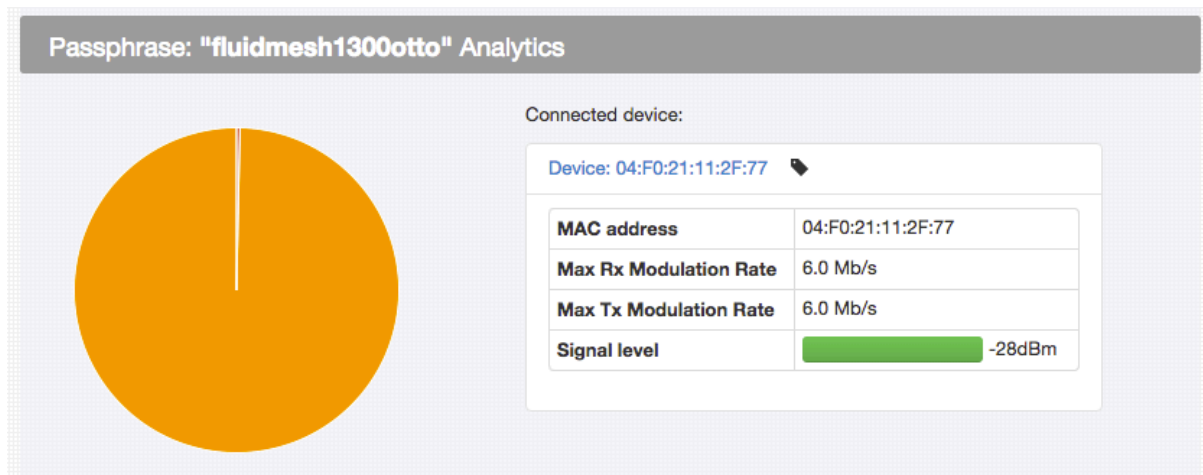 Passphrase: "fluidmesh1300otto" Analytics
Connected device:
Device: 04:F0:21:11:2F:77
MAC address 04:F0:21:11:2F:77
Max Rx Modulation Rate 6.0 Mb/s
Max Tx Modulation Rate 6.0 Mb/s
Signal level -28dBm